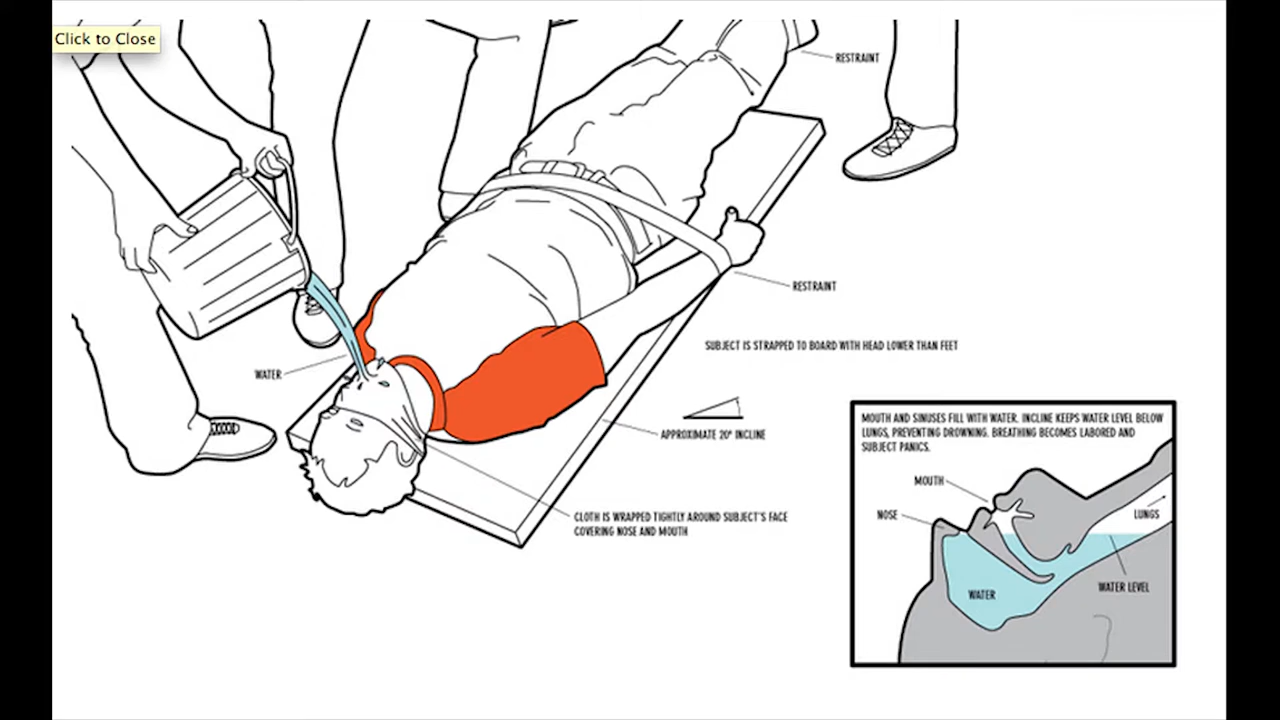 Click to Close
RESTRAINT
RESTRAINT
SUBJECT IS STRAPPED TO BOARD WITH HEAD LOWER THAN FEET
WATER
APPROXIMATE 20° INCLINE
CLOTH IS WRAPPED TIGHTLY AROUND SUBJECT'S FACE
COVERING NOSE AND MOUTH
MOUTH AND SINUSES FILL WITH WATER. INCLINE KEEPS WATER LEVEL BELOW
LUNGS, PREVENTING DROWNING. BREATHING BECOMES LABORED AND
SUBJECT PANICS.
MOUTH
NOSE
LUNGS
WATER
WATER LEVEL